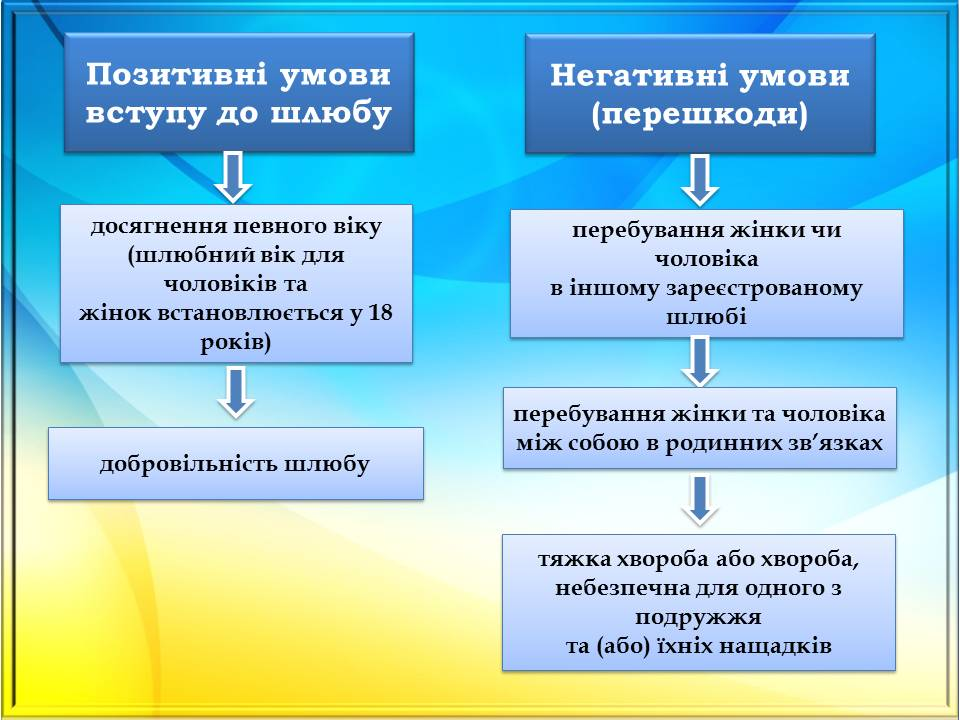 Позитивні умови
вступу до шлюбу
досягнення певного віку
(шлюбний вік для
чоловіків та
жінок встановлюється у 18
років)
добровільність шлюбу
Негативні умови
(перешкоди)
перебування жінки чи
чоловіка
в іншому зареєстрованому
шлюбі
перебування жінки та чоловіка
між собою в родинних зв’язках
тяжка хвороба або хвороба,
небезпечна для одного з
подружжя
та (або) їхніх нащадків